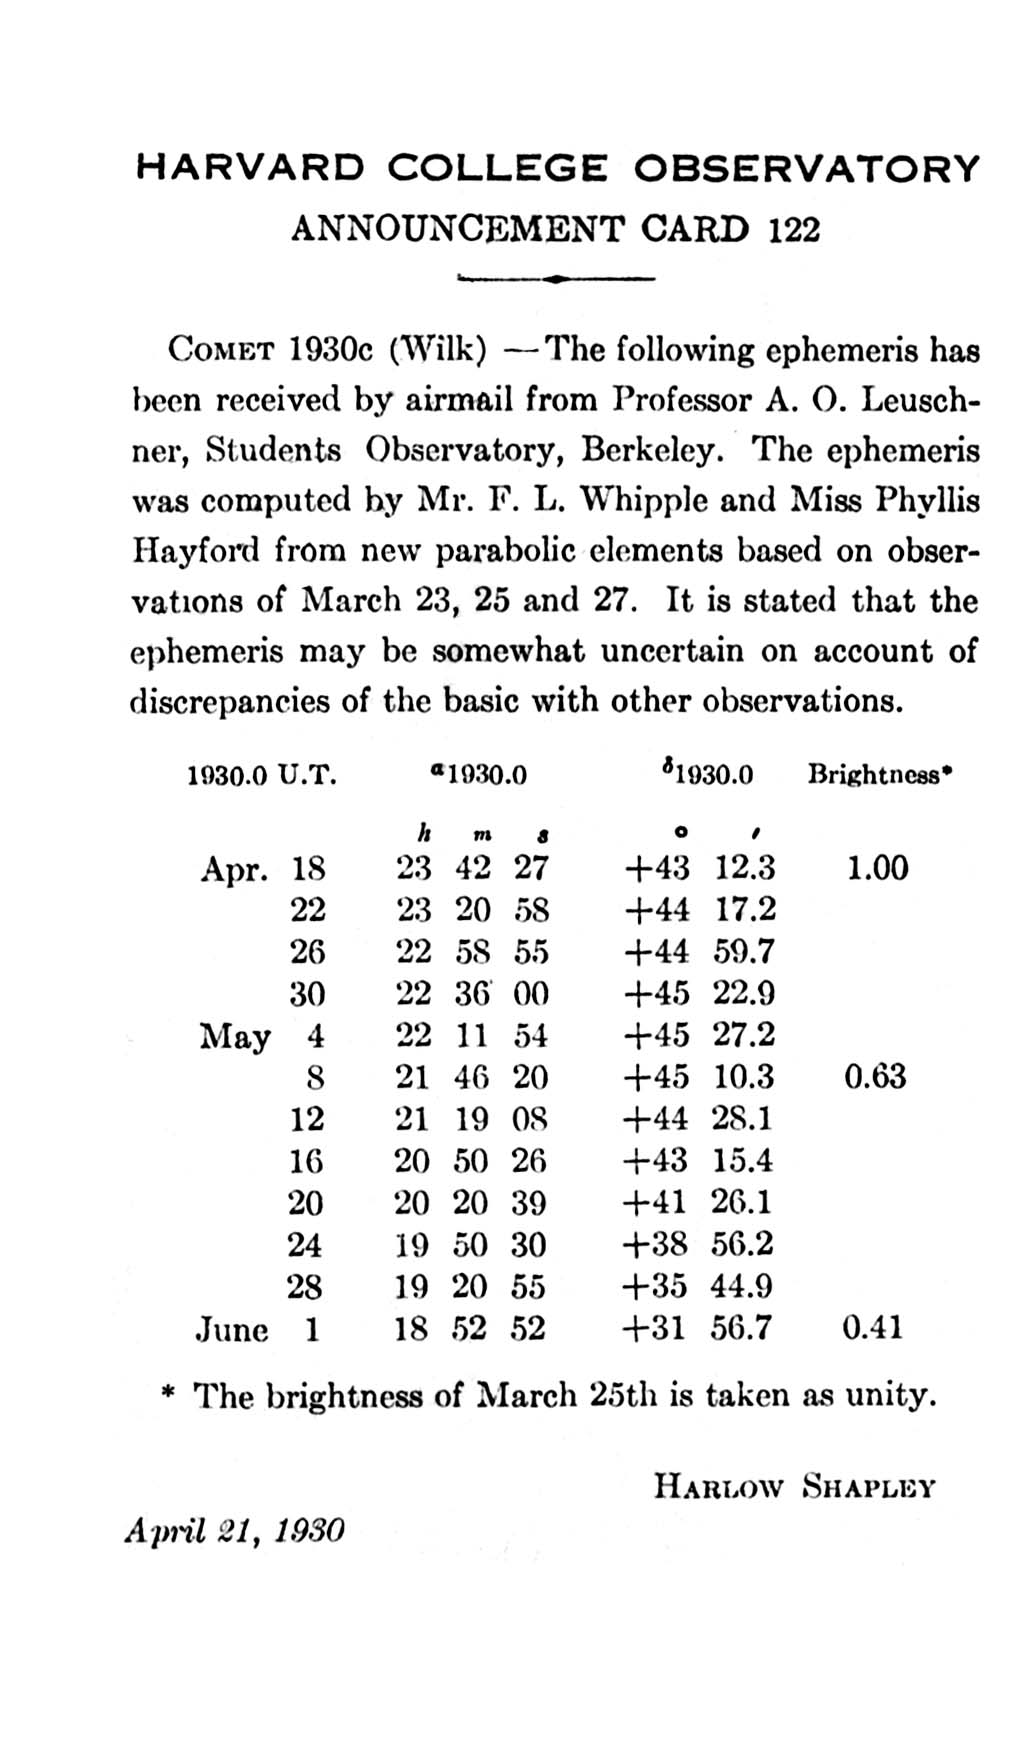 HARVARD COLLEGE OBSERVATORY
ANNOUNCEMENT CARD 122
COMET 1930c (Wilk) — The following ephemeris has
been received by airmail from Professor A. O. Leusch-
ner, Students Observatory, Berkeley. The ephemeris
was computed by Mr. F. L. Whipple and Miss Phyllis
Hayford from new parabolic elements based on obser-
vations of March 23, 25 and 27. It is stated that the
ephemeris may be somewhat uncertain on account of
discrepancies of the basic with other observations.
1930.0 U.T. α1930.0 δ1930.0 Brightness*
h m s ° ′
Apr. 18 23 42 27 +43 12.3 1.00
22 23 20 58 +44 17.2
26 22 58 55 +44 59.7
30 22 36 00 +45 22.9
May 4 22 11 54 +45 27.2
8 21 46 20 +45 10.3 0.63
12 21 19 08 +44 28.1
16 20 50 26 +43 15.4
20 20 20 39 +41 26.1
24 19 50 30 +38 56.2
28 19 20 55 +35 44.9
June 1 18 52 52 +31 56.7 0.41
* The brightness of March 25th is taken as unity.
HARLOW SHAPLEY
April 21, 1930